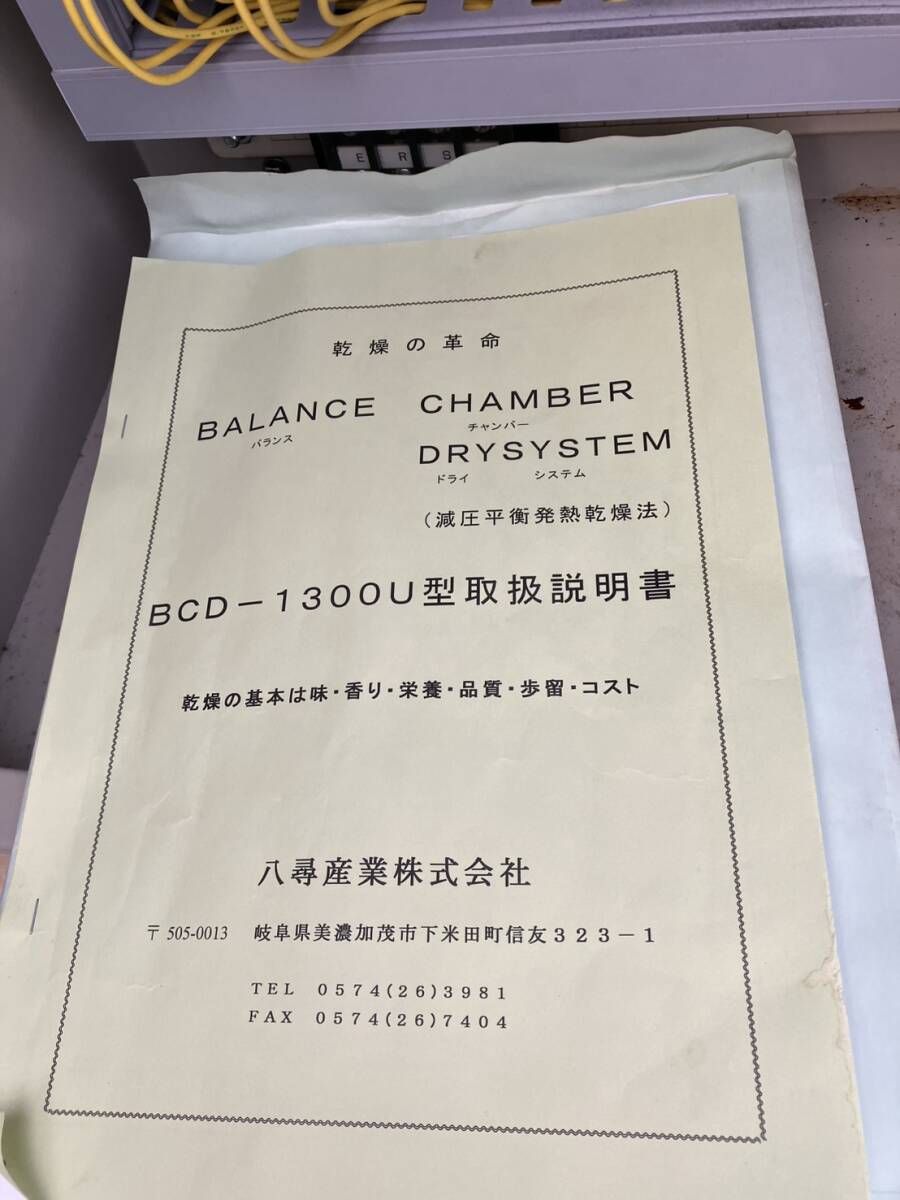 E R S
乾燥の革命
BALANCE CHAMBER
バランス チャンバー
DRYSYSTEM
ドライ システム
（減圧平衡発熱乾燥法）
BCD－1300U型取扱説明書
乾燥の基本は味・香り・栄養・品質・歩留・コスト
八尋産業株式会社
〒505-0013 岐阜県美濃加茂市下米田町信友３２３－１
TEL ０５７４(２６)３９８１
FAX ０５７４(２６)７４０４